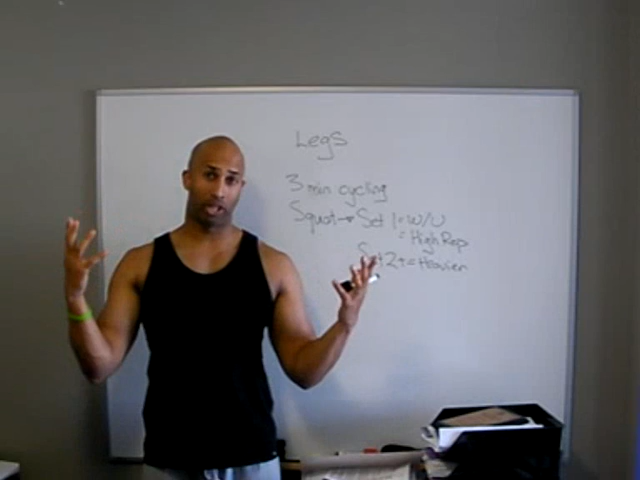 Legs
3 min cycling
Squat → Set 1 = W/U
= High Rep
Set 2+ = Heavier